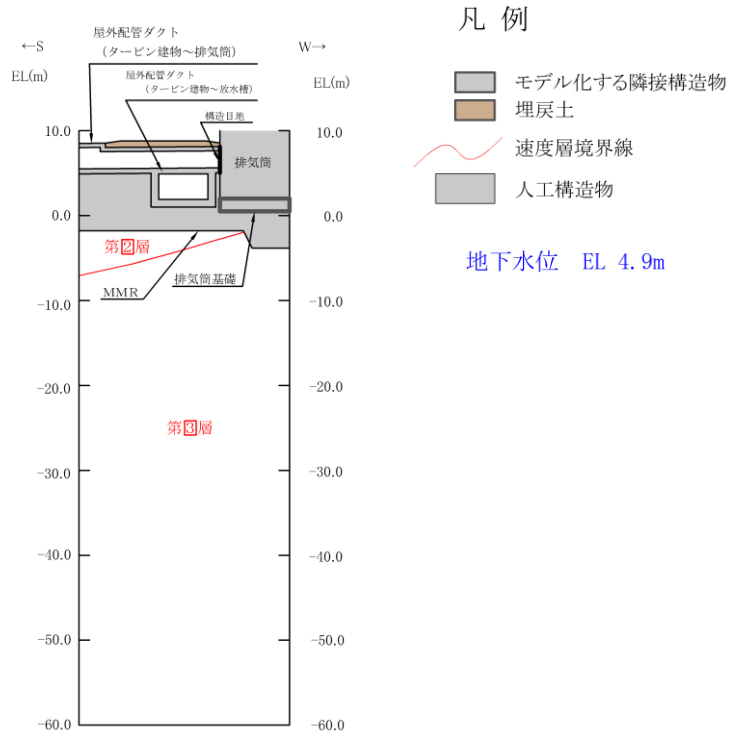 凡 例
屋外配管ダクト
(タービン建物～排気筒)
←S
W→
屋外配管ダクト
(タービン建物～放水槽)
EL(m)
EL(m)
モデル化する隣接構造物
構造目地
埋戻土
10.0
10.0
速度層境界線
排気筒
人工構造物
0.0
0.0
第2層
地下水位 EL 4.9m
排気筒基礎
MMR
-10.0
-10.0
-20.0
-20.0
第3層
-30.0
-30.0
-40.0
-40.0
-50.0
-50.0
-60.0
-60.0